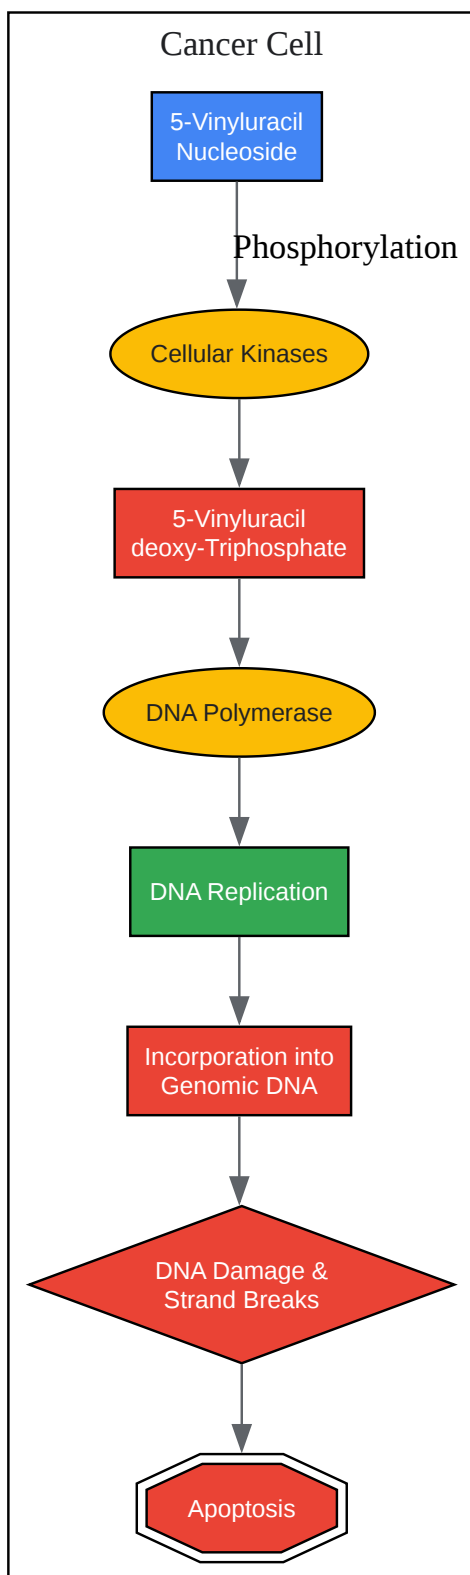 Cancer Cell
5-Vinyluracil
Nucleoside
Phosphorylation
Cellular Kinases
5-Vinyluracil
deoxy-Triphosphate
DNA Polymerase
DNA Replication
Incorporation into
Genomic DNA
DNA Damage &
Strand Breaks
Apoptosis